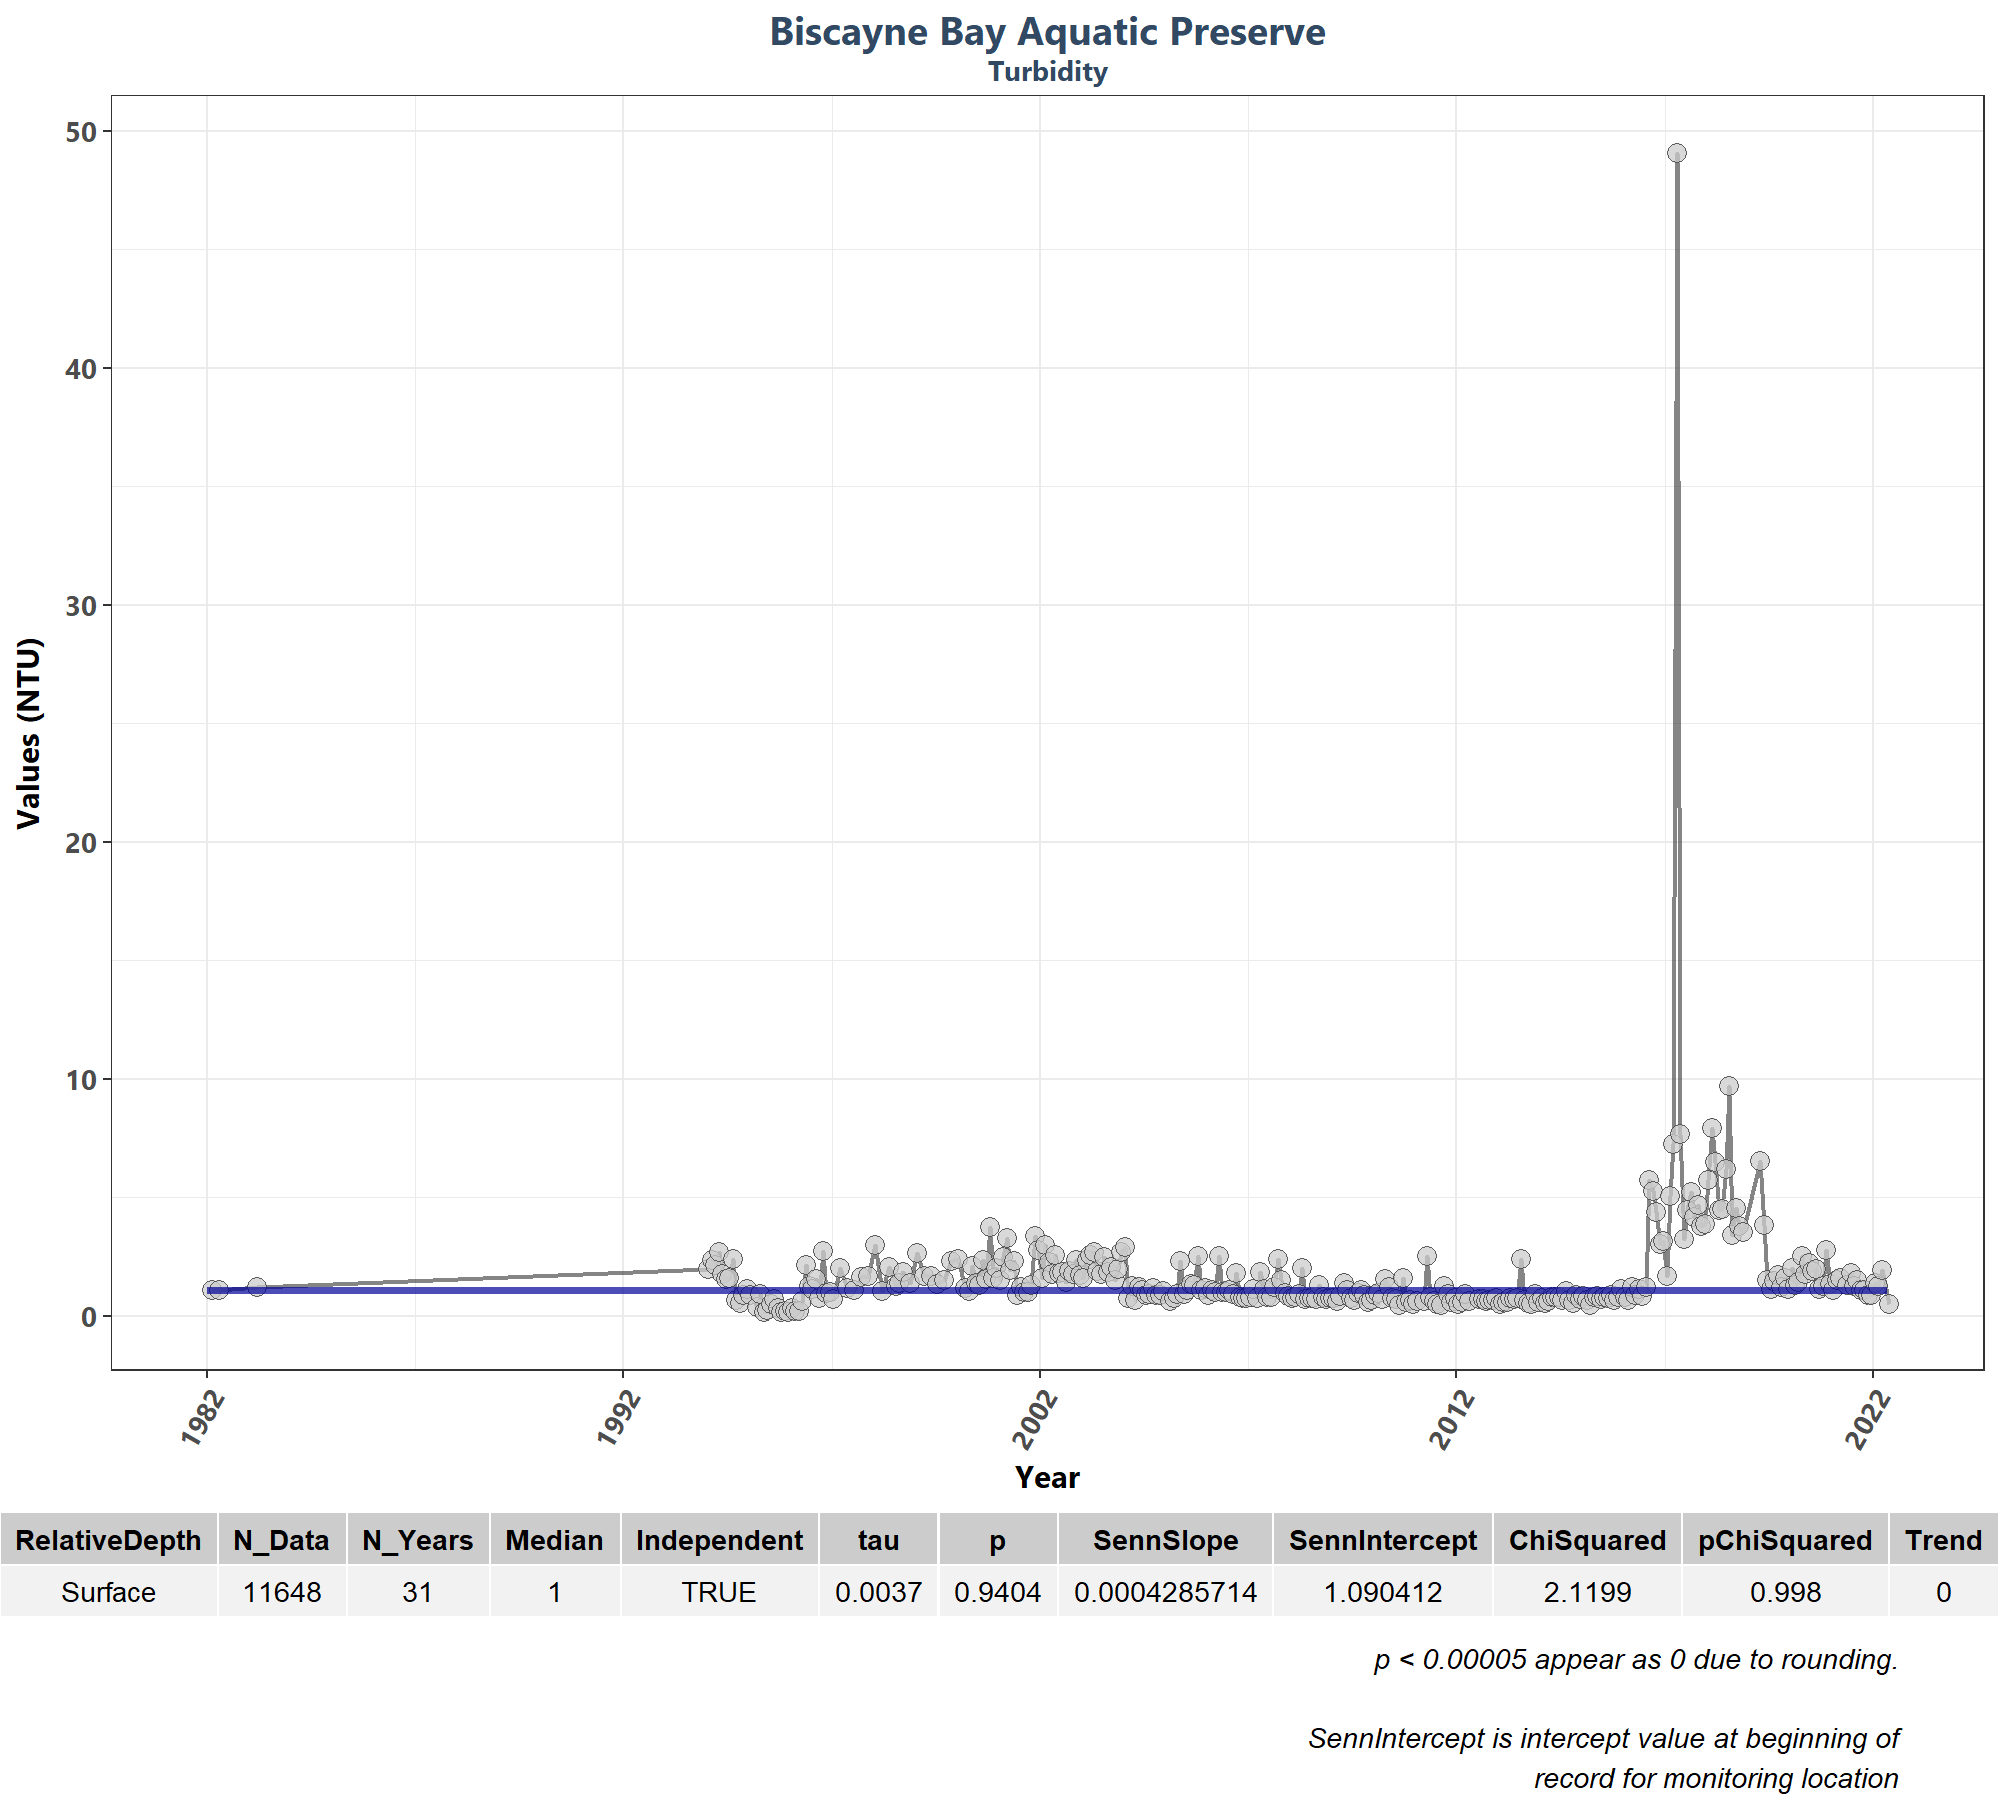 Biscayne Bay Aquatic Preserve
Turbidity
50
40
30
20
10
0
Values (NTU)
1982
1992
2002
2012
2022
Year
RelativeDepth N_Data N_Years Median Independent tau p SennSlope SennIntercept ChiSquared pChiSquared Trend
Surface 11648 31 1 TRUE 0.0037 0.9404 0.0004285714 1.090412 2.1199 0.998 0
p < 0.00005 appear as 0 due to rounding.
SennIntercept is intercept value at beginning of
record for monitoring location